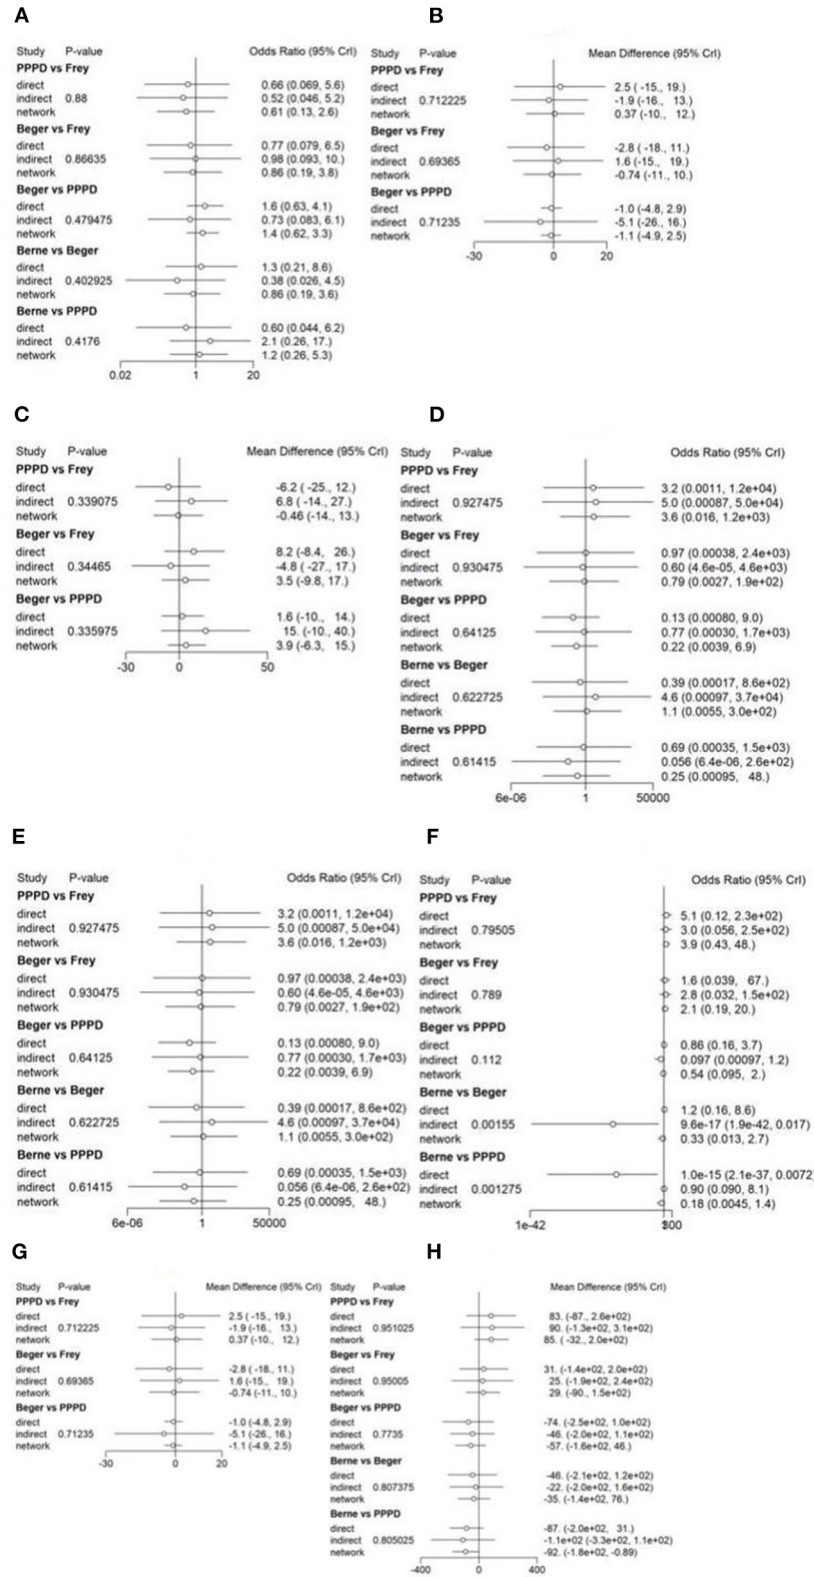 A
Study P-value Odds Ratio (95% CrI)
PPPD vs Frey
direct 0.66 (0.069, 5.6)
indirect 0.88 0.52 (0.046, 5.2)
network 0.61 (0.13, 2.6)
Beger vs Frey
direct 0.77 (0.079, 6.5)
indirect 0.86635 0.98 (0.093, 10.)
network 0.86 (0.19, 3.8)
Beger vs PPPD
direct 1.6 (0.63, 4.1)
indirect 0.479475 0.73 (0.083, 6.1)
network 1.4 (0.62, 3.3)
Berne vs Beger
direct 1.3 (0.21, 8.6)
indirect 0.402925 0.38 (0.026, 4.5)
network 0.86 (0.19, 3.6)
Berne vs PPPD
direct 0.60 (0.044, 6.2)
indirect 0.4176 2.1 (0.26, 17.)
network 1.2 (0.26, 5.3)
0.02 1 20
B
Study P-value Mean Difference (95% CrI)
PPPD vs Frey
direct 2.5 ( -15., 19.)
indirect 0.712225 -1.9 (-16., 13.)
network 0.37 (-10., 12.)
Beger vs Frey
direct -2.8 ( -18., 11.)
indirect 0.69365 1.6 (-15., 19.)
network -0.74 (-11., 10.)
Beger vs PPPD
direct -1.0 (-4.8, 2.9)
indirect 0.71235 -5.1 (-26., 16.)
network -1.1 (-4.9, 2.5)
-30 0 20
C
Study P-value Mean Difference (95% CrI)
PPPD vs Frey
direct -6.2 ( -25., 12.)
indirect 0.339075 6.8 ( -14., 27.)
network -0.46 (-14., 13.)
Beger vs Frey
direct 8.2 (-8.4, 26.)
indirect 0.34465 -4.8 ( -27., 17.)
network 3.5 (-9.8, 17.)
Beger vs PPPD
direct 1.6 (-10., 14.)
indirect 0.335975 15. (-10., 40.)
network 3.9 (-6.3, 15.)
-30 0 50
D
Study P-value Odds Ratio (95% CrI)
PPPD vs Frey
direct 3.2 (0.0011, 1.2e+04)
indirect 0.927475 5.0 (0.00087, 5.0e+04)
network 3.6 (0.016, 1.2e+03)
Beger vs Frey
direct 0.97 (0.00038, 2.4e+03)
indirect 0.930475 0.60 (4.6e-05, 4.6e+03)
network 0.79 (0.0027, 1.9e+02)
Beger vs PPPD
direct 0.13 (0.00080, 9.0)
indirect 0.64125 0.77 (0.00030, 1.7e+03)
network 0.22 (0.0039, 6.9)
Berne vs Beger
direct 0.39 (0.00017, 8.6e+02)
indirect 0.622725 4.6 (0.00097, 3.7e+04)
network 1.1 (0.0055, 3.0e+02)
Berne vs PPPD
direct 0.69 (0.00035, 1.5e+03)
indirect 0.61415 0.056 (6.4e-06, 2.6e+02)
network 0.25 (0.00095, 48.)
6e-06 1 50000
E
Study P-value Odds Ratio (95% CrI)
PPPD vs Frey
direct 3.2 (0.0011, 1.2e+04)
indirect 0.927475 5.0 (0.00087, 5.0e+04)
network 3.6 (0.016, 1.2e+03)
Beger vs Frey
direct 0.97 (0.00038, 2.4e+03)
indirect 0.930475 0.60 (4.6e-05, 4.6e+03)
network 0.79 (0.0027, 1.9e+02)
Beger vs PPPD
direct 0.13 (0.00080, 9.0)
indirect 0.64125 0.77 (0.00030, 1.7e+03)
network 0.22 (0.0039, 6.9)
Berne vs Beger
direct 0.39 (0.00017, 8.6e+02)
indirect 0.622725 4.6 (0.00097, 3.7e+04)
network 1.1 (0.0055, 3.0e+02)
Berne vs PPPD
direct 0.69 (0.00035, 1.5e+03)
indirect 0.61415 0.056 (6.4e-06, 2.6e+02)
network 0.25 (0.00095, 48.)
6e-06 1 50000
F
Study P-value Odds Ratio (95% CrI)
PPPD vs Frey
direct 5.1 (0.12, 2.3e+02)
indirect 0.79505 3.0 (0.056, 2.5e+02)
network 3.9 (0.43, 48.)
Beger vs Frey
direct 1.6 (0.039, 67.)
indirect 0.789 2.8 (0.032, 1.5e+02)
network 2.1 (0.19, 20.)
Beger vs PPPD
direct 0.86 (0.16, 3.7)
indirect 0.112 0.097 (0.00097, 1.2)
network 0.54 (0.095, 2.)
Berne vs Beger
direct 1.2 (0.16, 8.6)
indirect 0.00155 9.6e-17 (1.9e-42, 0.017)
network 0.33 (0.013, 2.7)
Berne vs PPPD
direct 1.0e-15 (2.1e-37, 0.0072)
indirect 0.001275 0.90 (0.090, 8.1)
network 0.18 (0.0045, 1.4)
1e-42
G
Study P-value Mean Difference (95% CrI)
PPPD vs Frey
direct 2.5 ( -15., 19.)
indirect 0.712225 -1.9 (-16., 13.)
network 0.37 (-10., 12.)
Beger vs Frey
direct -2.8 ( -18., 11.)
indirect 0.69365 1.6 (-15., 19.)
network -0.74 (-11., 10.)
Beger vs PPPD
direct -1.0 (-4.8, 2.9)
indirect 0.71235 -5.1 (-26., 16.)
network -1.1 (-4.9, 2.5)
-30 0 20
H
Study P-value Mean Difference (95% CrI)
PPPD vs Frey
direct 83. (-87., 2.6e+02)
indirect 0.951025 90. (-1.3e+02, 3.1e+02)
network 85. ( -32., 2.0e+02)
Beger vs Frey
direct 31. (-1.4e+02, 2.0e+02)
indirect 0.95005 25. (-1.9e+02, 2.4e+02)
network 29. (-90., 1.5e+02)
Beger vs PPPD
direct -74. (-2.5e+02, 1.0e+02)
indirect 0.7735 -46. (-2.0e+02, 1.1e+02)
network -57. (-1.6e+02, 46.)
Berne vs Beger
direct -46. (-2.1e+02, 1.2e+02)
indirect 0.807375 -22. (-2.0e+02, 1.6e+02)
network -35. (-1.4e+02, 76.)
Berne vs PPPD
direct -87. (-2.0e+02, 31.)
indirect 0.805025 -1.1e+02 (-3.3e+02, 1.1e+02)
network -92. (-1.8e+02, -0.89)
-400 0 400